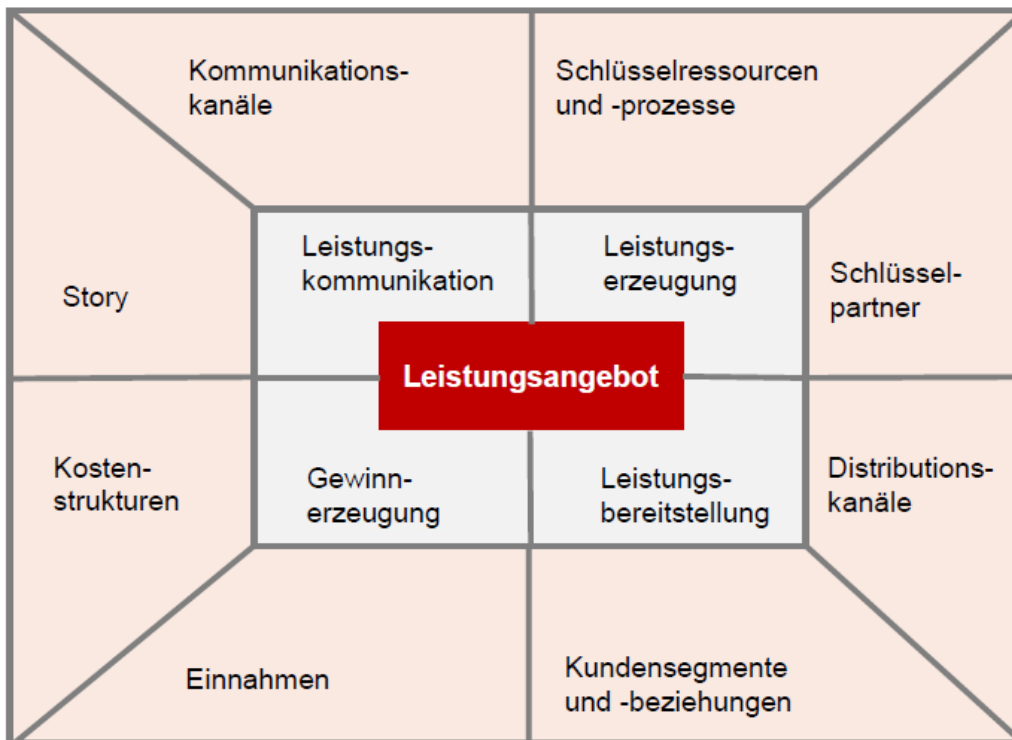 Kommunikations-
kanäle
Schlüsselressourcen
und -prozesse
Story
Leistungs-
kommunikation
Leistungs-
erzeugung
Schlüssel-
partner
Leistungsangebot
Kosten-
strukturen
Gewinn-
erzeugung
Leistungs-
bereitstellung
Distributions-
kanäle
Einnahmen
Kundensegmente
und -beziehungen